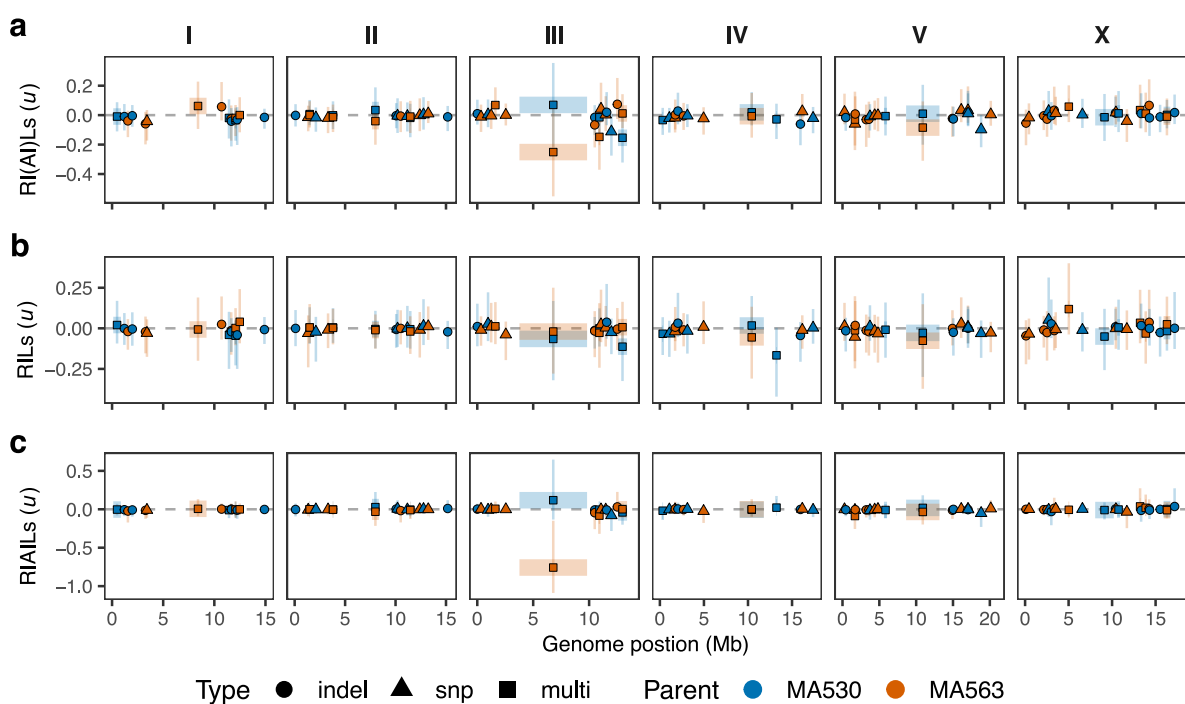 a
I II III IV V X
RI(AI)Ls (u)
0.2
0.0
−0.2
−0.4
b
RILs (u)
0.25
0.00
−0.25
c
RIAILs (u)
0.5
0.0
−0.5
−1.0
0 5 10 15 0 5 10 15 0 5 10 0 5 10 15 0 5 10 15 20 0 5 10 15
Genome postion (Mb)
Type indel snp multi Parent MA530 MA563